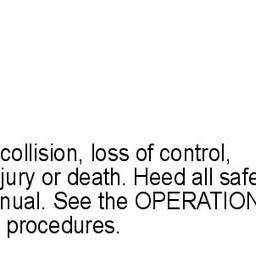 collision, loss of control,
jury or death. Heed all safe
nual. See the OPERATION
procedures.